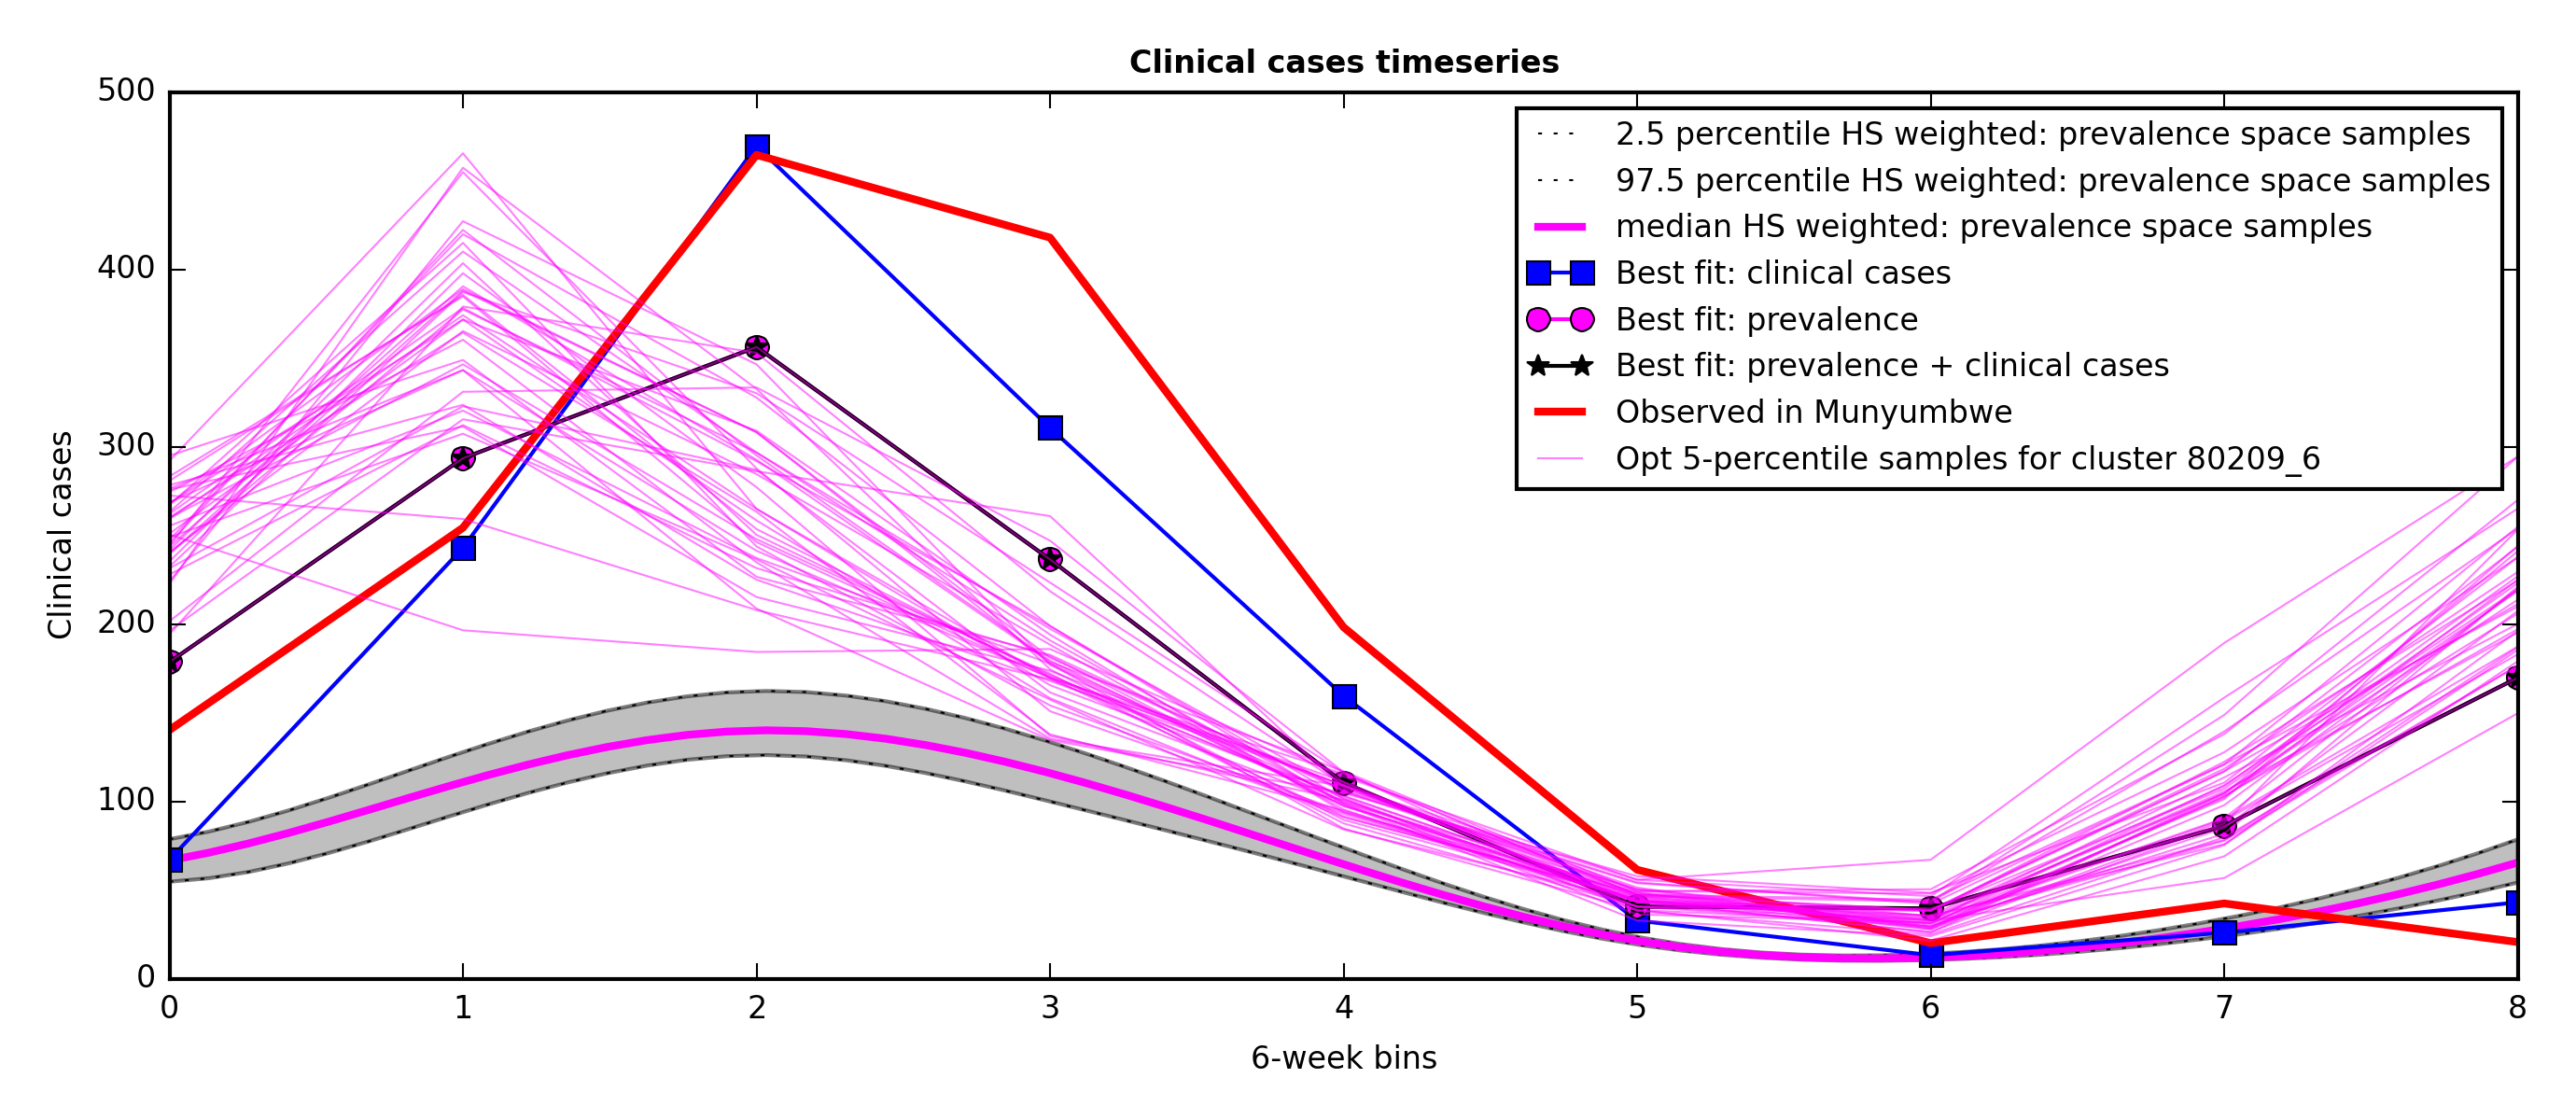 Clinical cases timeseries
500
400
300
200
100
0
Clinical cases
2.5 percentile HS weighted: prevalence space samples
97.5 percentile HS weighted: prevalence space samples
median HS weighted: prevalence space samples
Best fit: clinical cases
Best fit: prevalence
Best fit: prevalence + clinical cases
Observed in Munyumbwe
Opt 5-percentile samples for cluster 80209_6
0 1 2 3 4 5 6 7 8
6-week bins